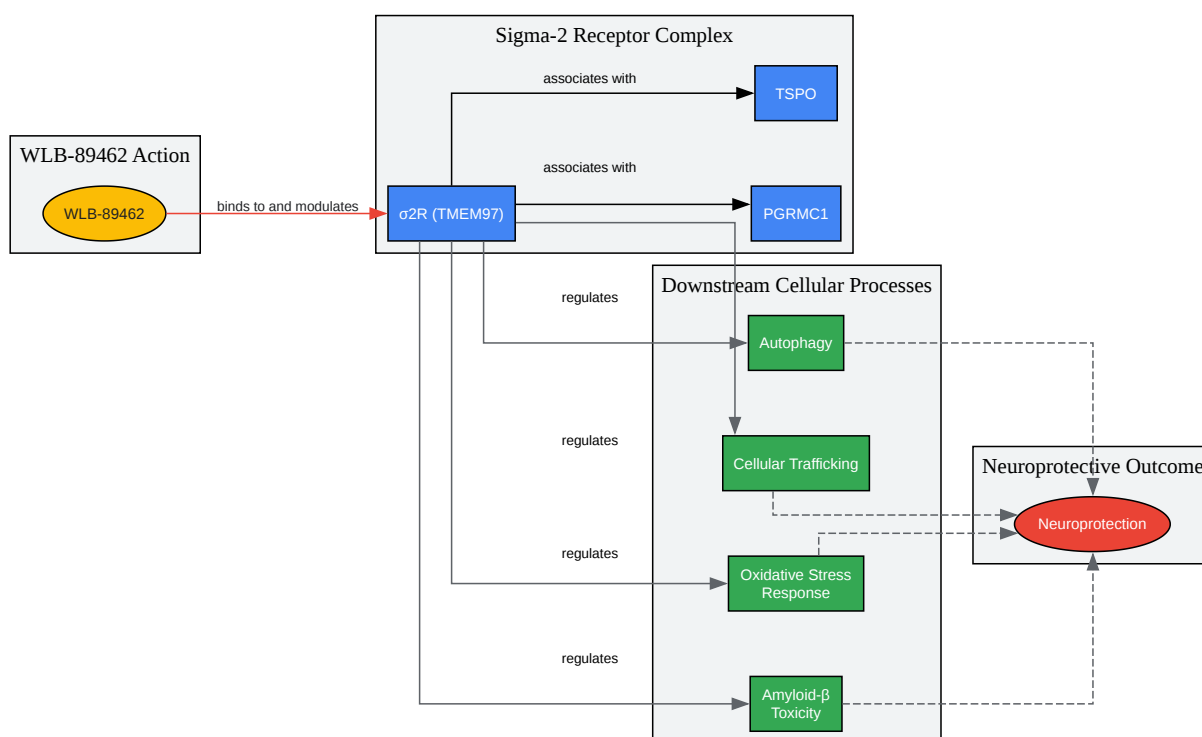 Sigma-2 Receptor Complex
associates with
TSPO
WLB-89462 Action
associates with
WLB-89462
binds to and modulates
σ2R (TMEM97)
PGRMC1
Downstream Cellular Processes
regulates
Autophagy
regulates
Cellular Trafficking
Neuroprotective Outcome
Neuroprotection
regulates
Oxidative Stress
Response
regulates
Amyloid-β
Toxicity